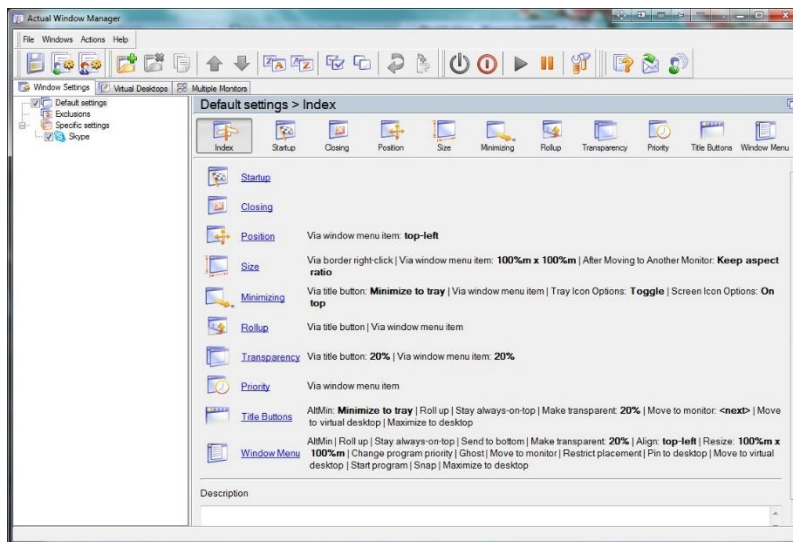 Actual Window Manager
File Windows Actions Help
Window Settings Virtual Desktops Multiple Monitors
Default settings
Exclusions
Specific settings
Skype
Default settings > Index
Index Startup Closing Position Size Minimizing Rollup Transparency Priority Title Buttons Window Menu
Startup
Closing
Position Via window menu item: top-left
Size Via border right-click | Via window menu item: 100%m x 100%m | After Moving to Another Monitor: Keep aspect
ratio
Minimizing Via title button: Minimize to tray | Via window menu item | Tray Icon Options: Toggle | Screen Icon Options: On
top
Rollup Via title button | Via window menu item
Transparency Via title button: 20% | Via window menu item: 20%
Priority Via window menu item
Title Buttons AltMin: Minimize to tray | Roll up | Stay always-on-top | Make transparent: 20% | Move to monitor: <next> | Move
to virtual desktop | Maximize to desktop
Window Menu AltMin | Roll up | Stay always-on-top | Send to bottom | Make transparent: 20% | Align: top-left | Resize: 100%m x
100%m | Change program priority | Ghost | Move to monitor | Restrict placement | Pin to desktop | Move to virtual
desktop | Start program | Snap | Maximize to desktop
Description